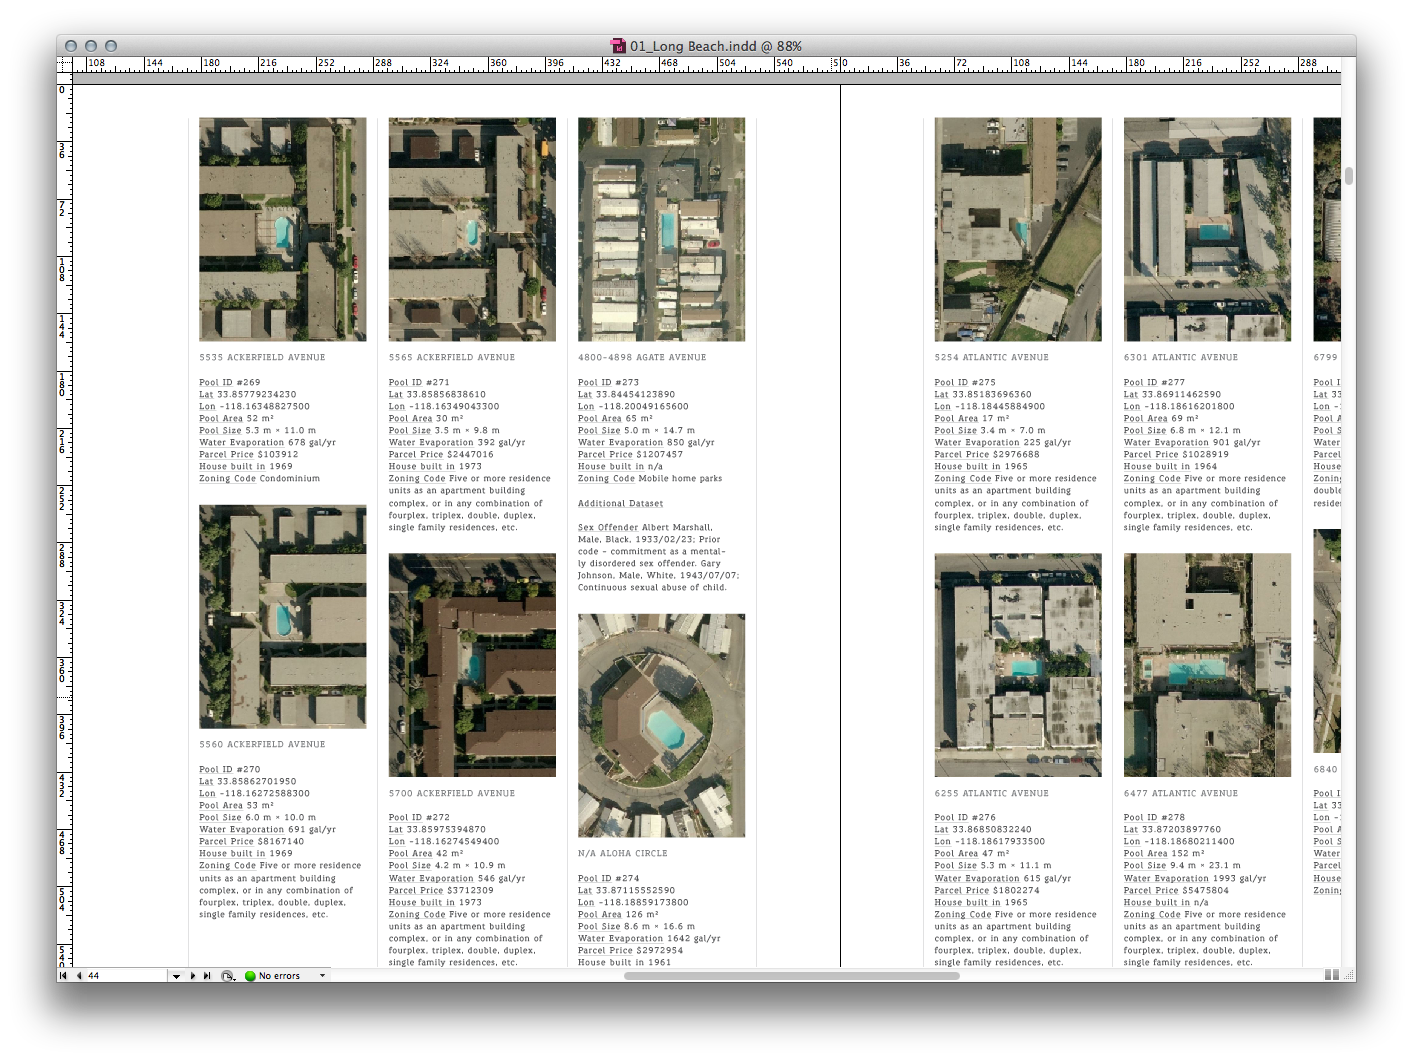 01_Long Beach.indd @ 88%
108 144 180 216 252 288 324 360 396 432 468 504 540 50 36 72 108 144 180 216 252 288
0
36
72
108
144
180
216
252
288
324
360
396
432
468
504
540
5535 ACKERFIELD AVENUE
Pool ID #269
Lat 33.85779234230
Lon -118.16348827500
Pool Area 52 m²
Pool Size 5.3 m × 11.0 m
Water Evaporation 678 gal/yr
Parcel Price $103912
House built in 1969
Zoning Code Condominium
5560 ACKERFIELD AVENUE
Pool ID #270
Lat 33.85862701950
Lon -118.16272588300
Pool Area 53 m²
Pool Size 6.0 m × 10.0 m
Water Evaporation 691 gal/yr
Parcel Price $8167140
House built in 1969
Zoning Code Five or more residence
units as an apartment building
complex, or in any combination of
fourplex, triplex, double, duplex,
single family residences, etc.
5565 ACKERFIELD AVENUE
Pool ID #271
Lat 33.85856838610
Lon -118.16349043300
Pool Area 30 m²
Pool Size 3.5 m × 9.8 m
Water Evaporation 392 gal/yr
Parcel Price $2447016
House built in 1973
Zoning Code Five or more residence
units as an apartment building
complex, or in any combination of
fourplex, triplex, double, duplex,
single family residences, etc.
5700 ACKERFIELD AVENUE
Pool ID #272
Lat 33.85975394870
Lon -118.16274549400
Pool Area 42 m²
Pool Size 4.2 m × 10.9 m
Water Evaporation 546 gal/yr
Parcel Price $3712309
House built in 1973
Zoning Code Five or more residence
units as an apartment building
complex, or in any combination of
fourplex, triplex, double, duplex,
single family residences, etc.
4800-4898 AGATE AVENUE
Pool ID #273
Lat 33.84454123890
Lon -118.20049165600
Pool Area 65 m²
Pool Size 5.0 m × 14.7 m
Water Evaporation 850 gal/yr
Parcel Price $1207457
House built in n/a
Zoning Code Mobile home parks
Additional Dataset
Sex Offender Albert Marshall,
Male, Black, 1933/02/23; Prior
code - commitment as a mental-
ly disordered sex offender. Gary
Johnson, Male, White, 1943/07/07;
Continuous sexual abuse of child.
N/A ALOHA CIRCLE
Pool ID #274
Lat 33.87115552590
Lon -118.18859173800
Pool Area 126 m²
Pool Size 8.6 m × 16.6 m
Water Evaporation 1642 gal/yr
Parcel Price $2972954
House built in 1961
5254 ATLANTIC AVENUE
Pool ID #275
Lat 33.85183696360
Lon -118.18445884900
Pool Area 17 m²
Pool Size 3.4 m × 7.0 m
Water Evaporation 225 gal/yr
Parcel Price $2976688
House built in 1965
Zoning Code Five or more residence
units as an apartment building
complex, or in any combination of
fourplex, triplex, double, duplex,
single family residences, etc.
6255 ATLANTIC AVENUE
Pool ID #276
Lat 33.86850832240
Lon -118.18617933500
Pool Area 47 m²
Pool Size 5.3 m × 11.1 m
Water Evaporation 615 gal/yr
Parcel Price $1802274
House built in 1965
Zoning Code Five or more residence
units as an apartment building
complex, or in any combination of
fourplex, triplex, double, duplex,
single family residences, etc.
6301 ATLANTIC AVENUE
Pool ID #277
Lat 33.86911462590
Lon -118.18616201800
Pool Area 69 m²
Pool Size 6.8 m × 12.1 m
Water Evaporation 901 gal/yr
Parcel Price $1028919
House built in 1964
Zoning Code Five or more residence
units as an apartment building
complex, or in any combination of
fourplex, triplex, double, duplex,
single family residences, etc.
6477 ATLANTIC AVENUE
Pool ID #278
Lat 33.87203897760
Lon -118.18680211400
Pool Area 152 m²
Pool Size 9.4 m × 23.1 m
Water Evaporation 1993 gal/yr
Parcel Price $5475804
House built in n/a
Zoning Code Five or more residence
units as an apartment building
complex, or in any combination of
fourplex, triplex, double, duplex,
single family residences, etc.
6799
Pool I
Lat 33
Lon -1
Pool A
Pool S
Water
Parcel
House
Zoning
double
reside
6840
Pool I
Lat 33
Lon -1
Pool A
Pool S
Water
Parcel
House
Zoning
44
No errors